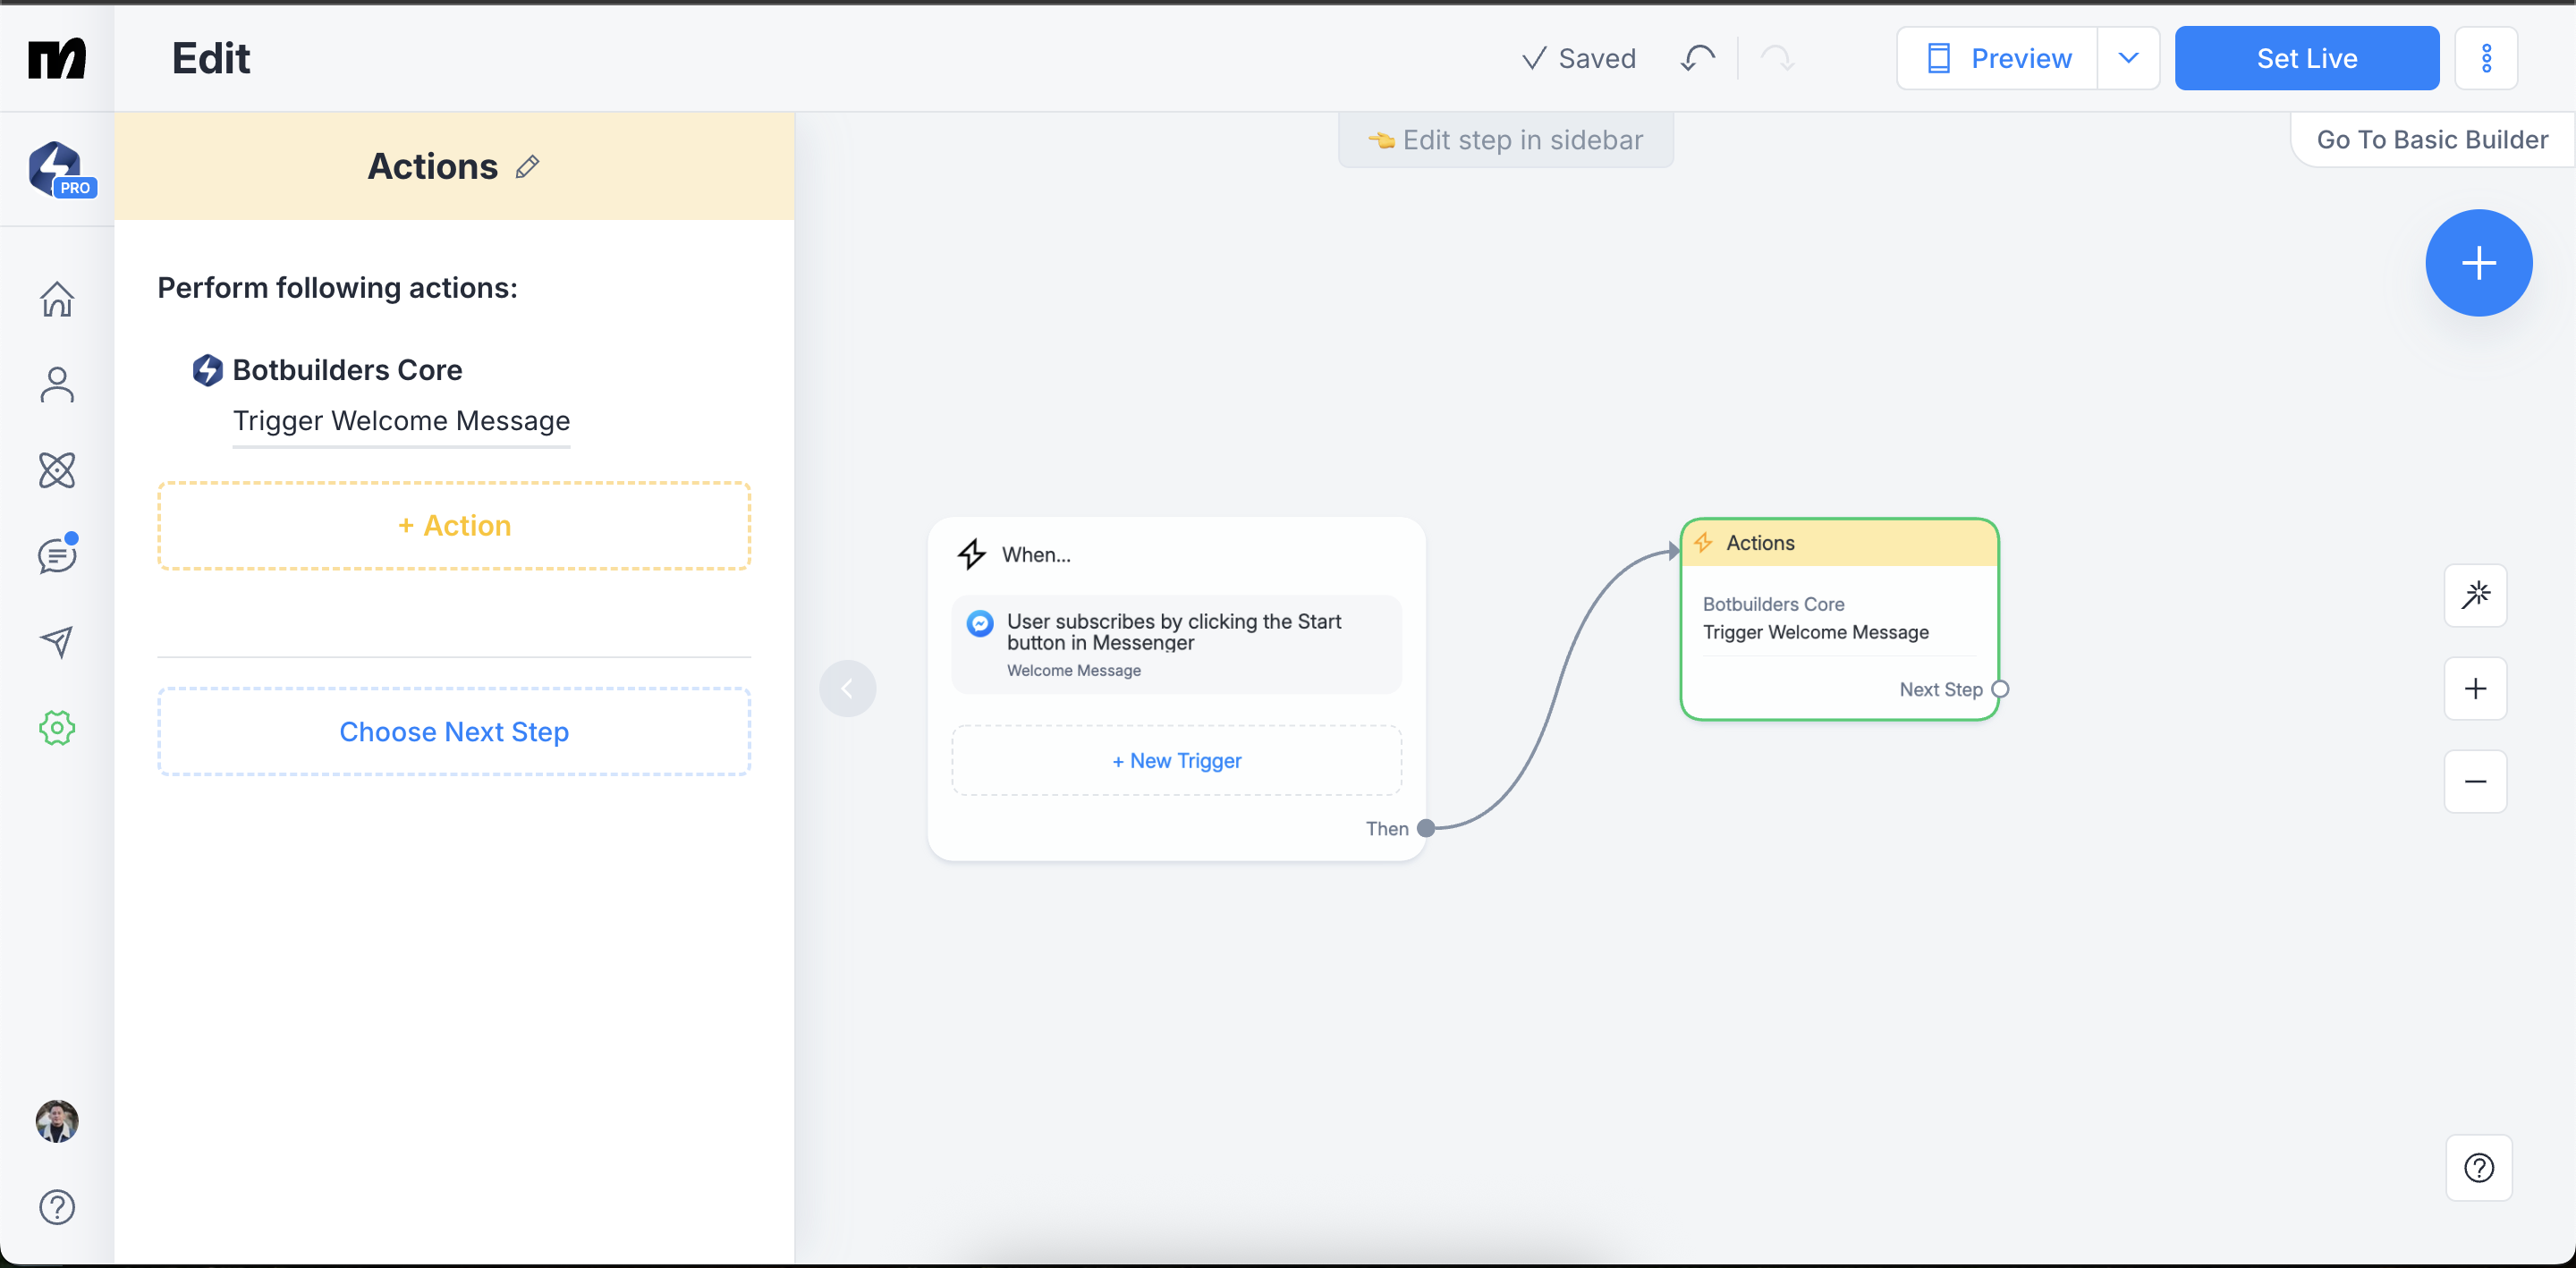 Edit
Saved
Preview
Set Live
PRO
Actions
👈 Edit step in sidebar
Go To Basic Builder
Perform following actions:
Botbuilders Core
Trigger Welcome Message
+ Action
Choose Next Step
When...
User subscribes by clicking the Start
button in Messenger
Welcome Message
+ New Trigger
Then
Actions
Botbuilders Core
Trigger Welcome Message
Next Step